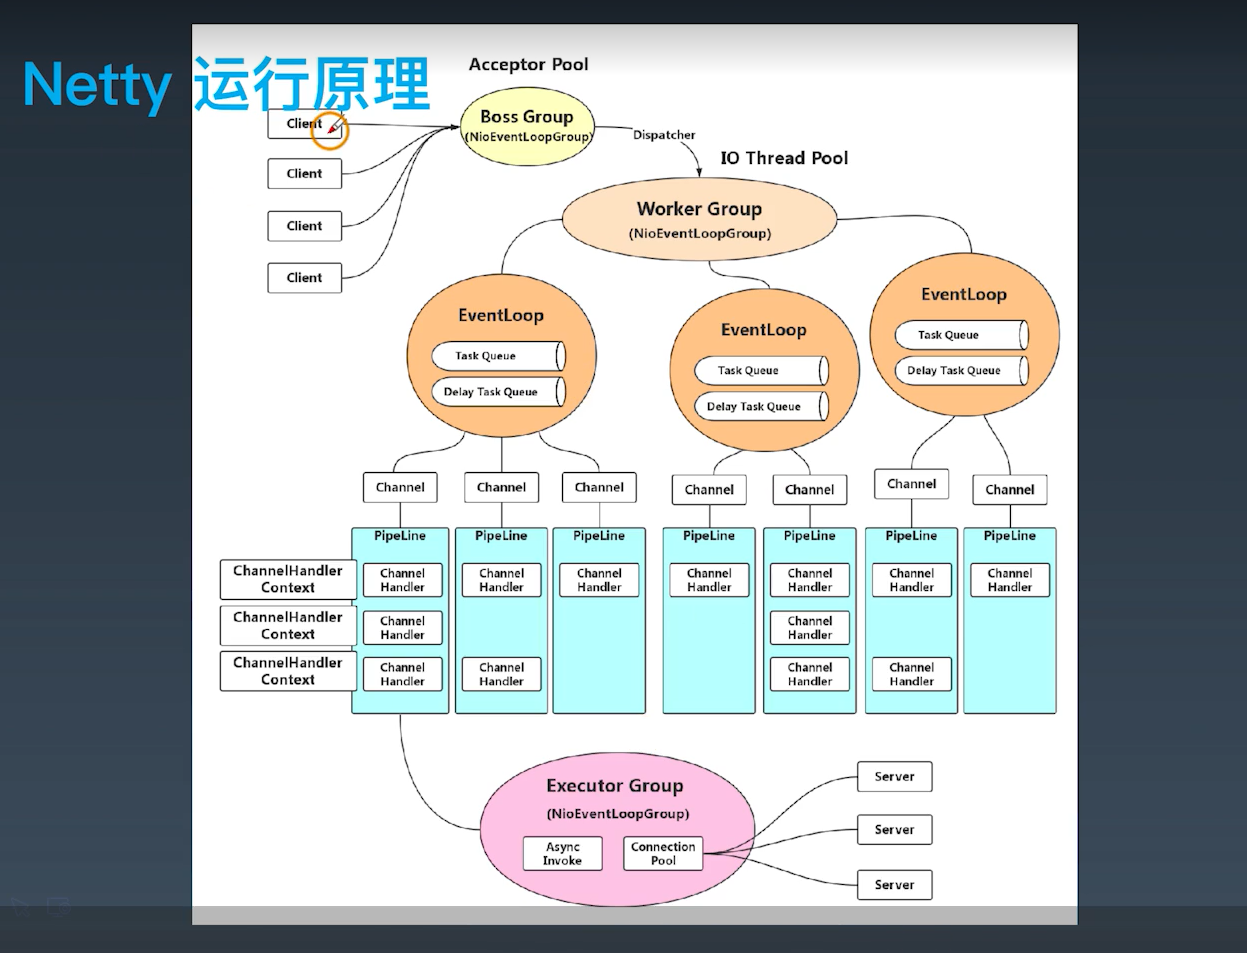 Netty 运行原理
Acceptor Pool
Client
Client
Client
Client
Boss Group
(NioEventLoopGroup)
Dispatcher
IO Thread Pool
Worker Group
(NioEventLoopGroup)
EventLoop
Task Queue
Delay Task Queue
EventLoop
Task Queue
Delay Task Queue
EventLoop
Task Queue
Delay Task Queue
Channel
Channel
Channel
Channel
Channel
Channel
Channel
PipeLine
PipeLine
PipeLine
PipeLine
PipeLine
PipeLine
PipeLine
ChannelHandler
Context
Channel
Handler
Channel
Handler
Channel
Handler
Channel
Handler
Channel
Handler
Channel
Handler
Channel
Handler
ChannelHandler
Context
Channel
Handler
Channel
Handler
ChannelHandler
Context
Channel
Handler
Channel
Handler
Channel
Handler
Channel
Handler
Executor Group
(NioEventLoopGroup)
Async
Invoke
Connection
Pool
Server
Server
Server